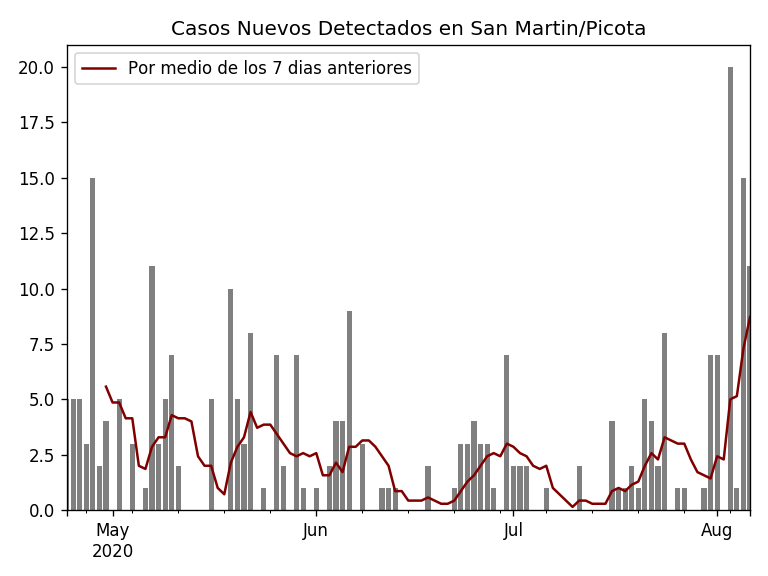 Casos Nuevos Detectados en San Martin/Picota
Por medio de los 7 dias anteriores
20.0
17.5
15.0
12.5
10.0
7.5
5.0
2.5
0.0
May
2020
Jun
Jul
Aug